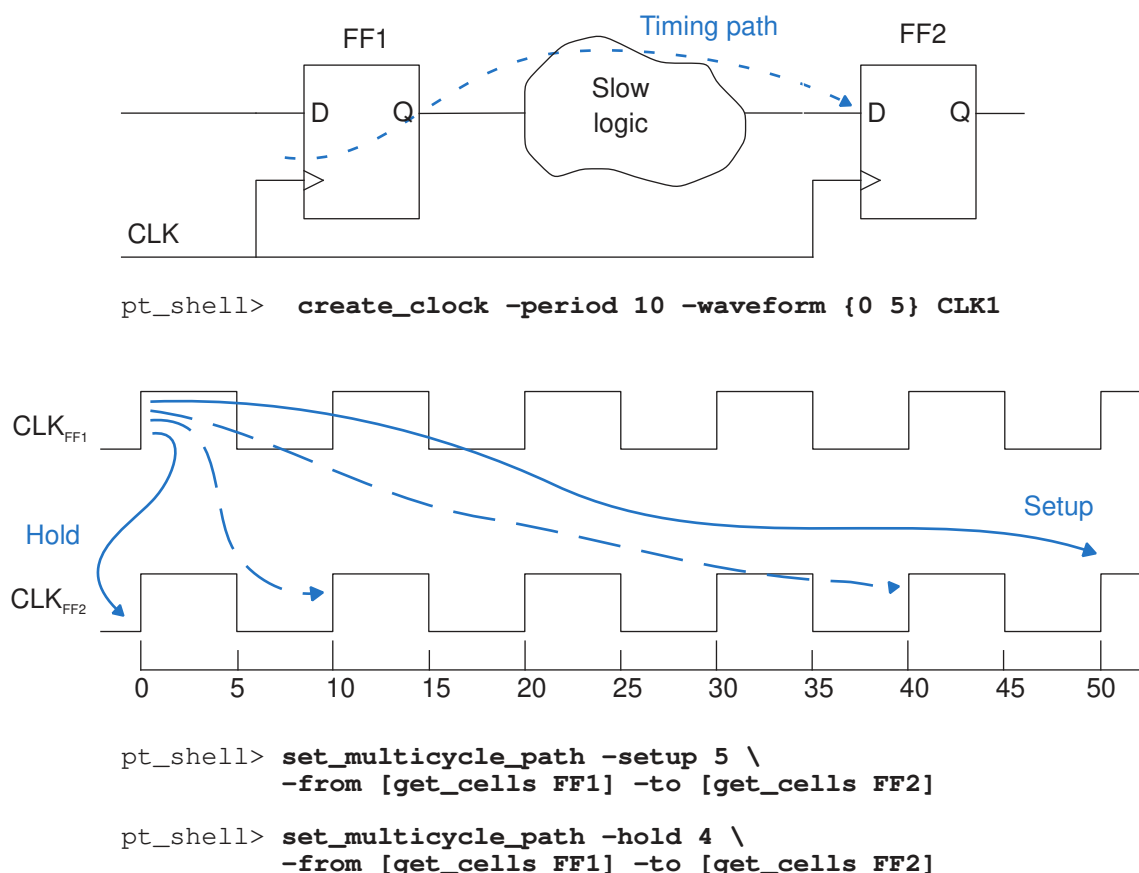 Timing path
FF1
FF2
D
Q
Slow
logic
D
Q
CLK
pt_shell> create_clock –period 10 –waveform {0 5} CLK1
CLKFF1
Setup
Hold
CLKFF2
0 5 10 15 20 25 30 35 40 45 50
pt_shell> set_multicycle_path –setup 5 \
–from [get_cells FF1] –to [get_cells FF2]
pt_shell> set_multicycle_path –hold 4 \
–from [get_cells FF1] –to [get_cells FF2]